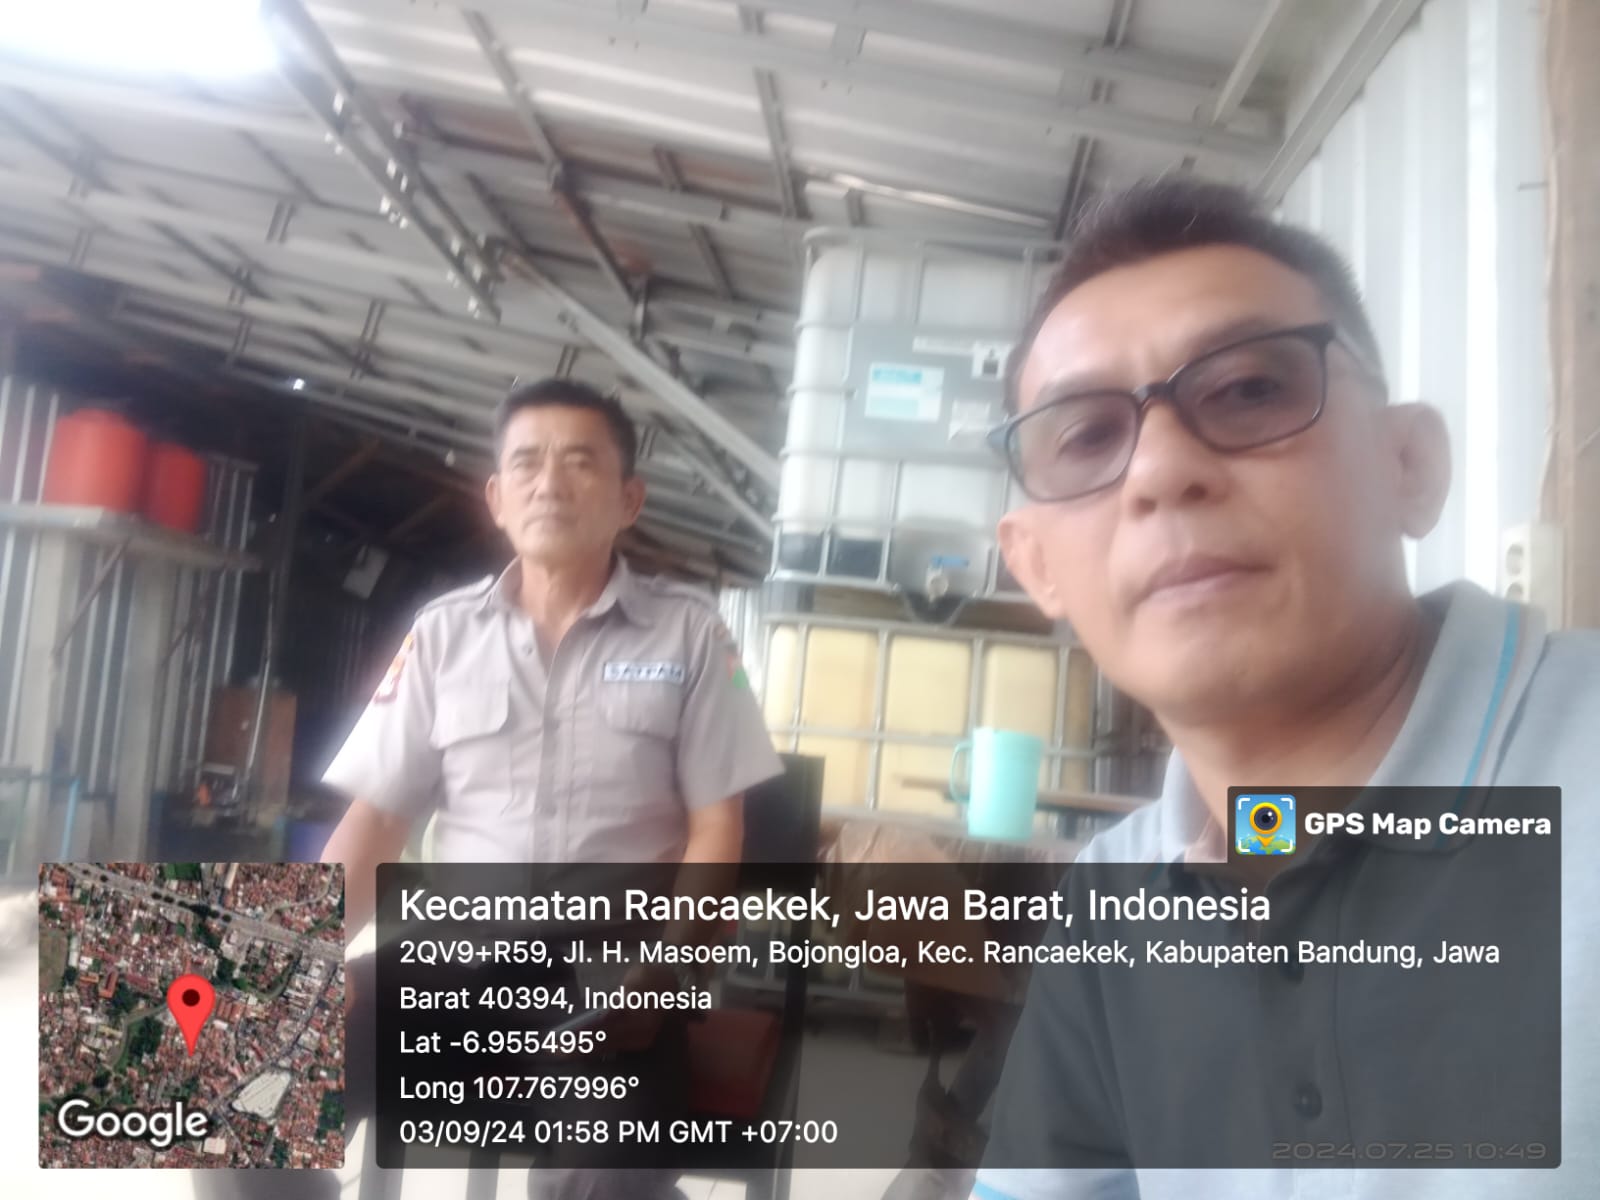 SATPAM
GPS Map Camera
Kecamatan Rancaekek, Jawa Barat, Indonesia
2QV9+R59, Jl. H. Masoem, Bojongloa, Kec. Rancaekek, Kabupaten Bandung, Jawa
Barat 40394, Indonesia
Lat -6.955495°
Long 107.767996°
03/09/24 01:58 PM GMT +07:00
Google
2024.07.25 10:49